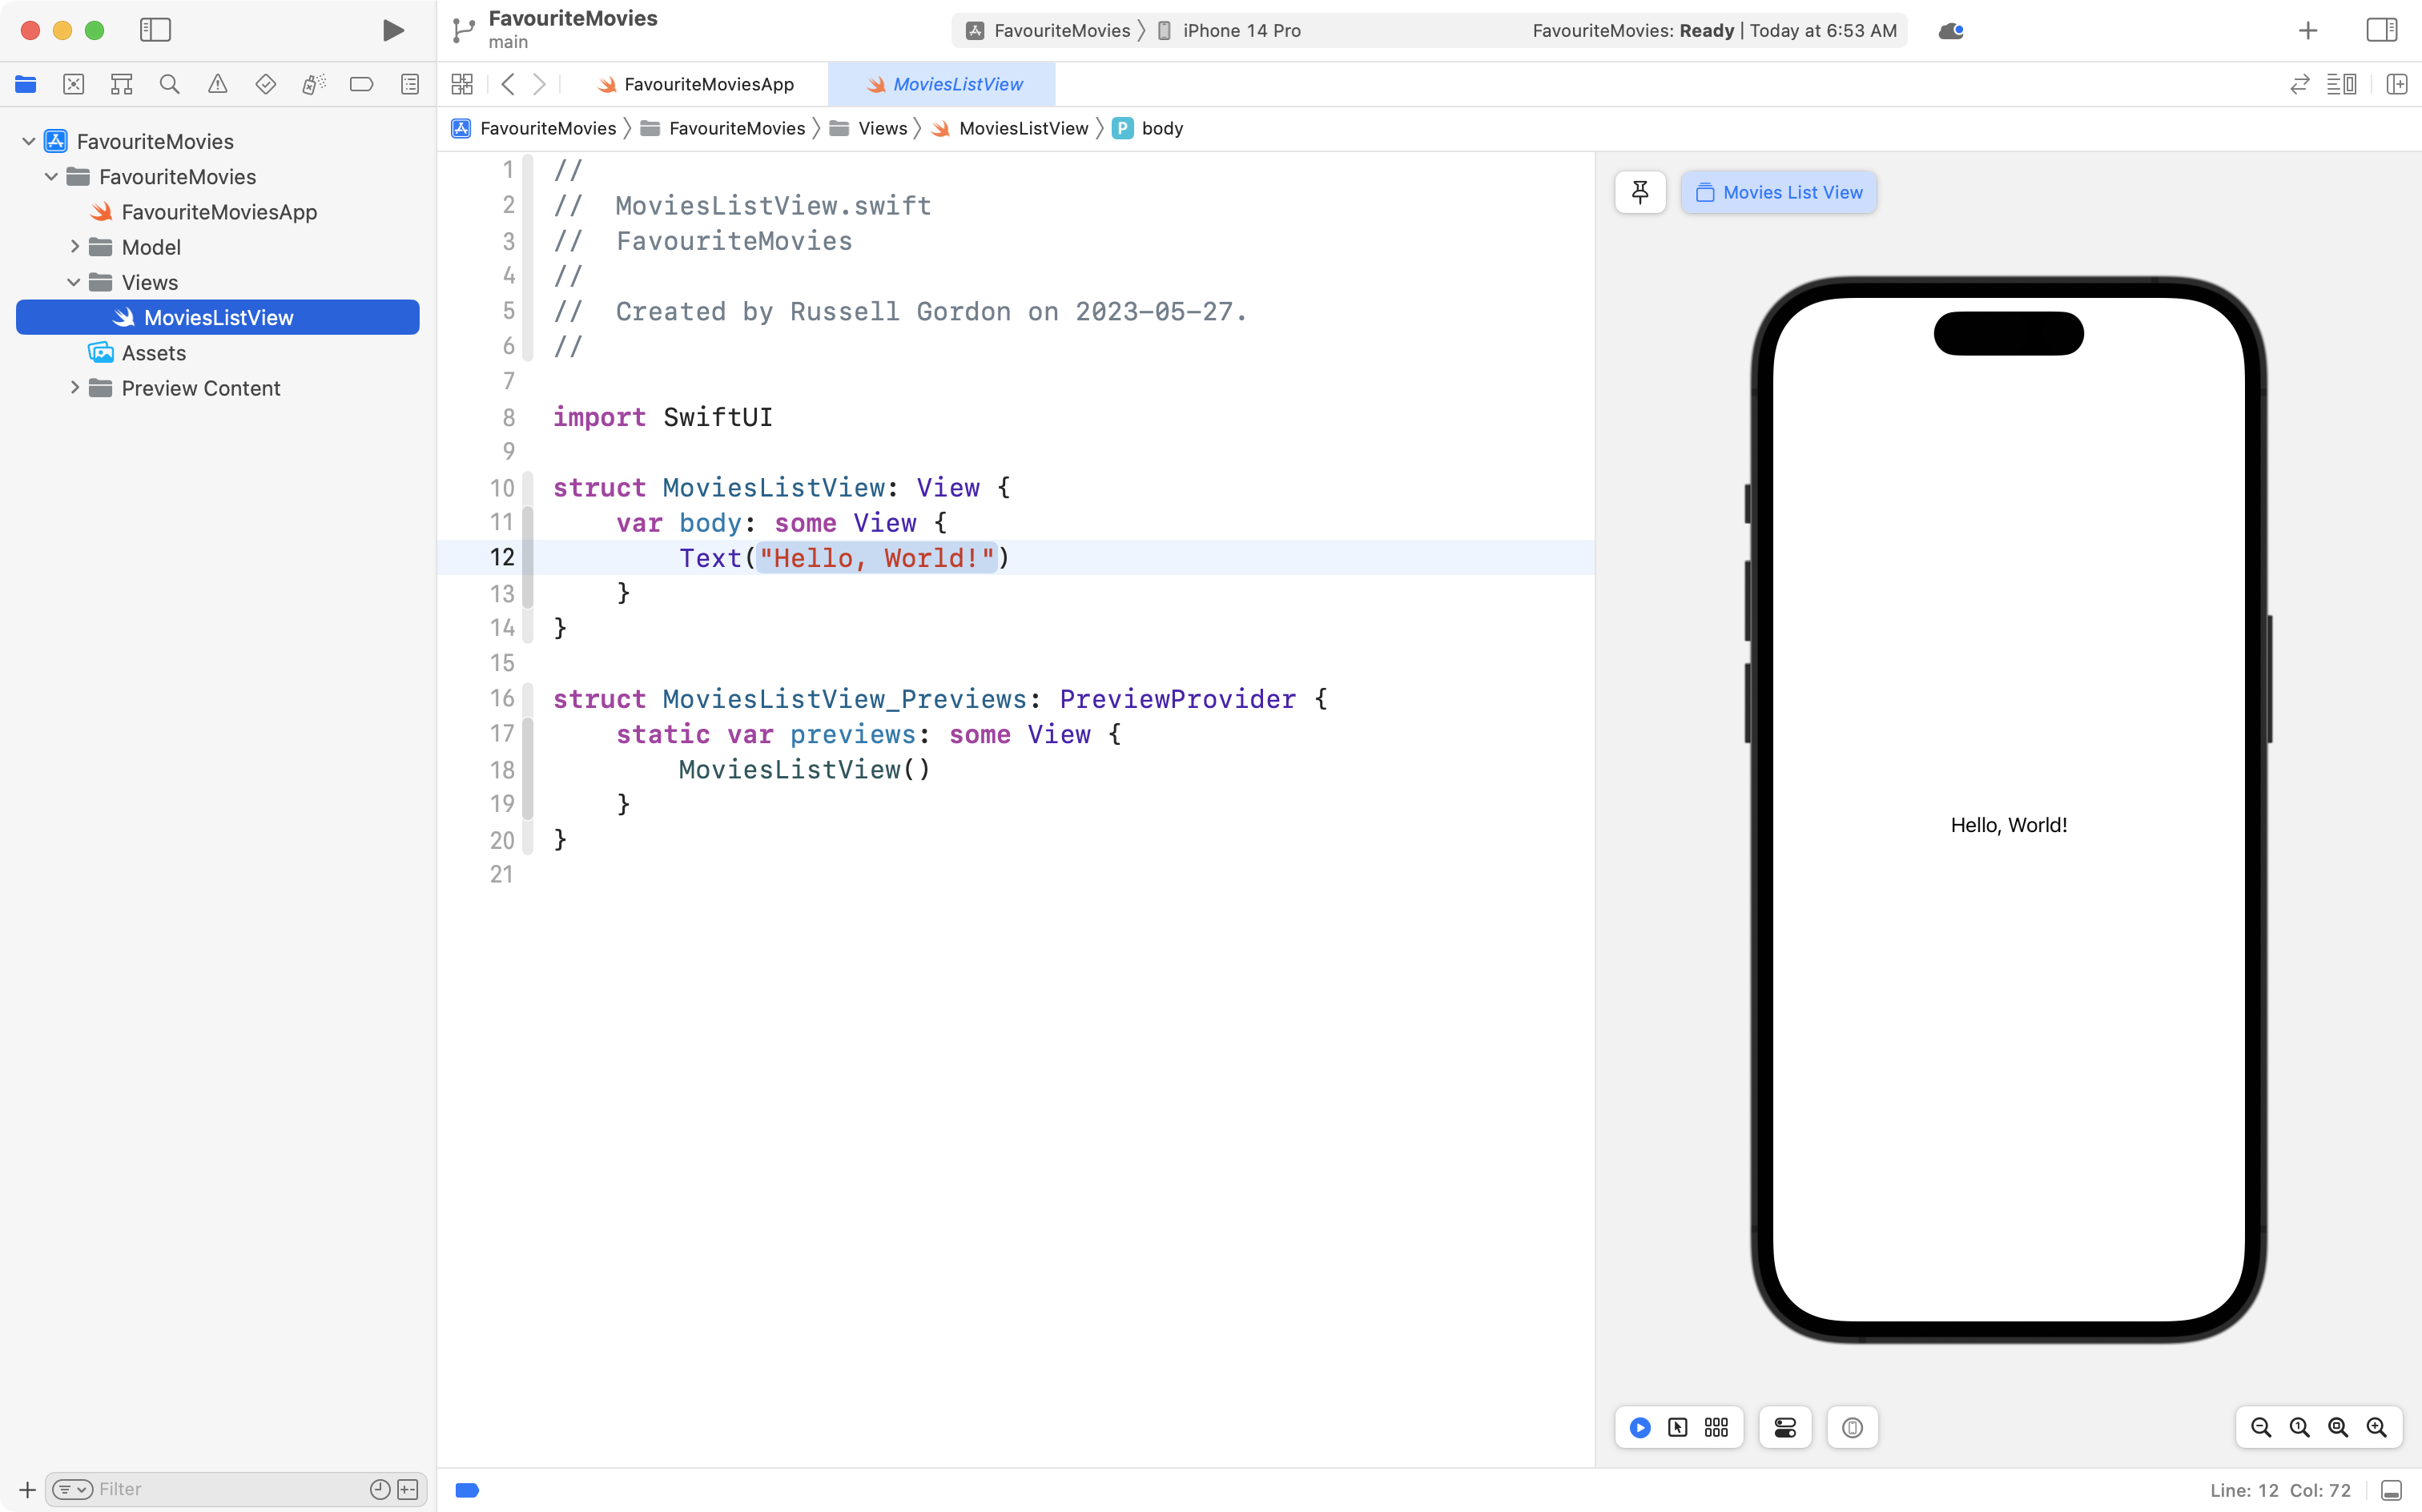 FavouriteMovies
main
FavouriteMovies iPhone 14 Pro
FavouriteMovies: Ready | Today at 6:53 AM
FavouriteMoviesApp
MoviesListView
FavouriteMovies FavouriteMovies Views MoviesListView P body
FavouriteMovies
FavouriteMovies
FavouriteMoviesApp
Model
Views
MoviesListView
Assets
Preview Content
Filter
1 //
2 //  MoviesListView.swift
3 //  FavouriteMovies
4 //
5 //  Created by Russell Gordon on 2023-05-27.
6 //
7
8 import SwiftUI
9
10 struct MoviesListView: View {
11     var body: some View {
12         Text("Hello, World!")
13     }
14 }
15
16 struct MoviesListView_Previews: PreviewProvider {
17     static var previews: some View {
18         MoviesListView()
19     }
20 }
21
Movies List View
Hello, World!
Line: 12 Col: 72